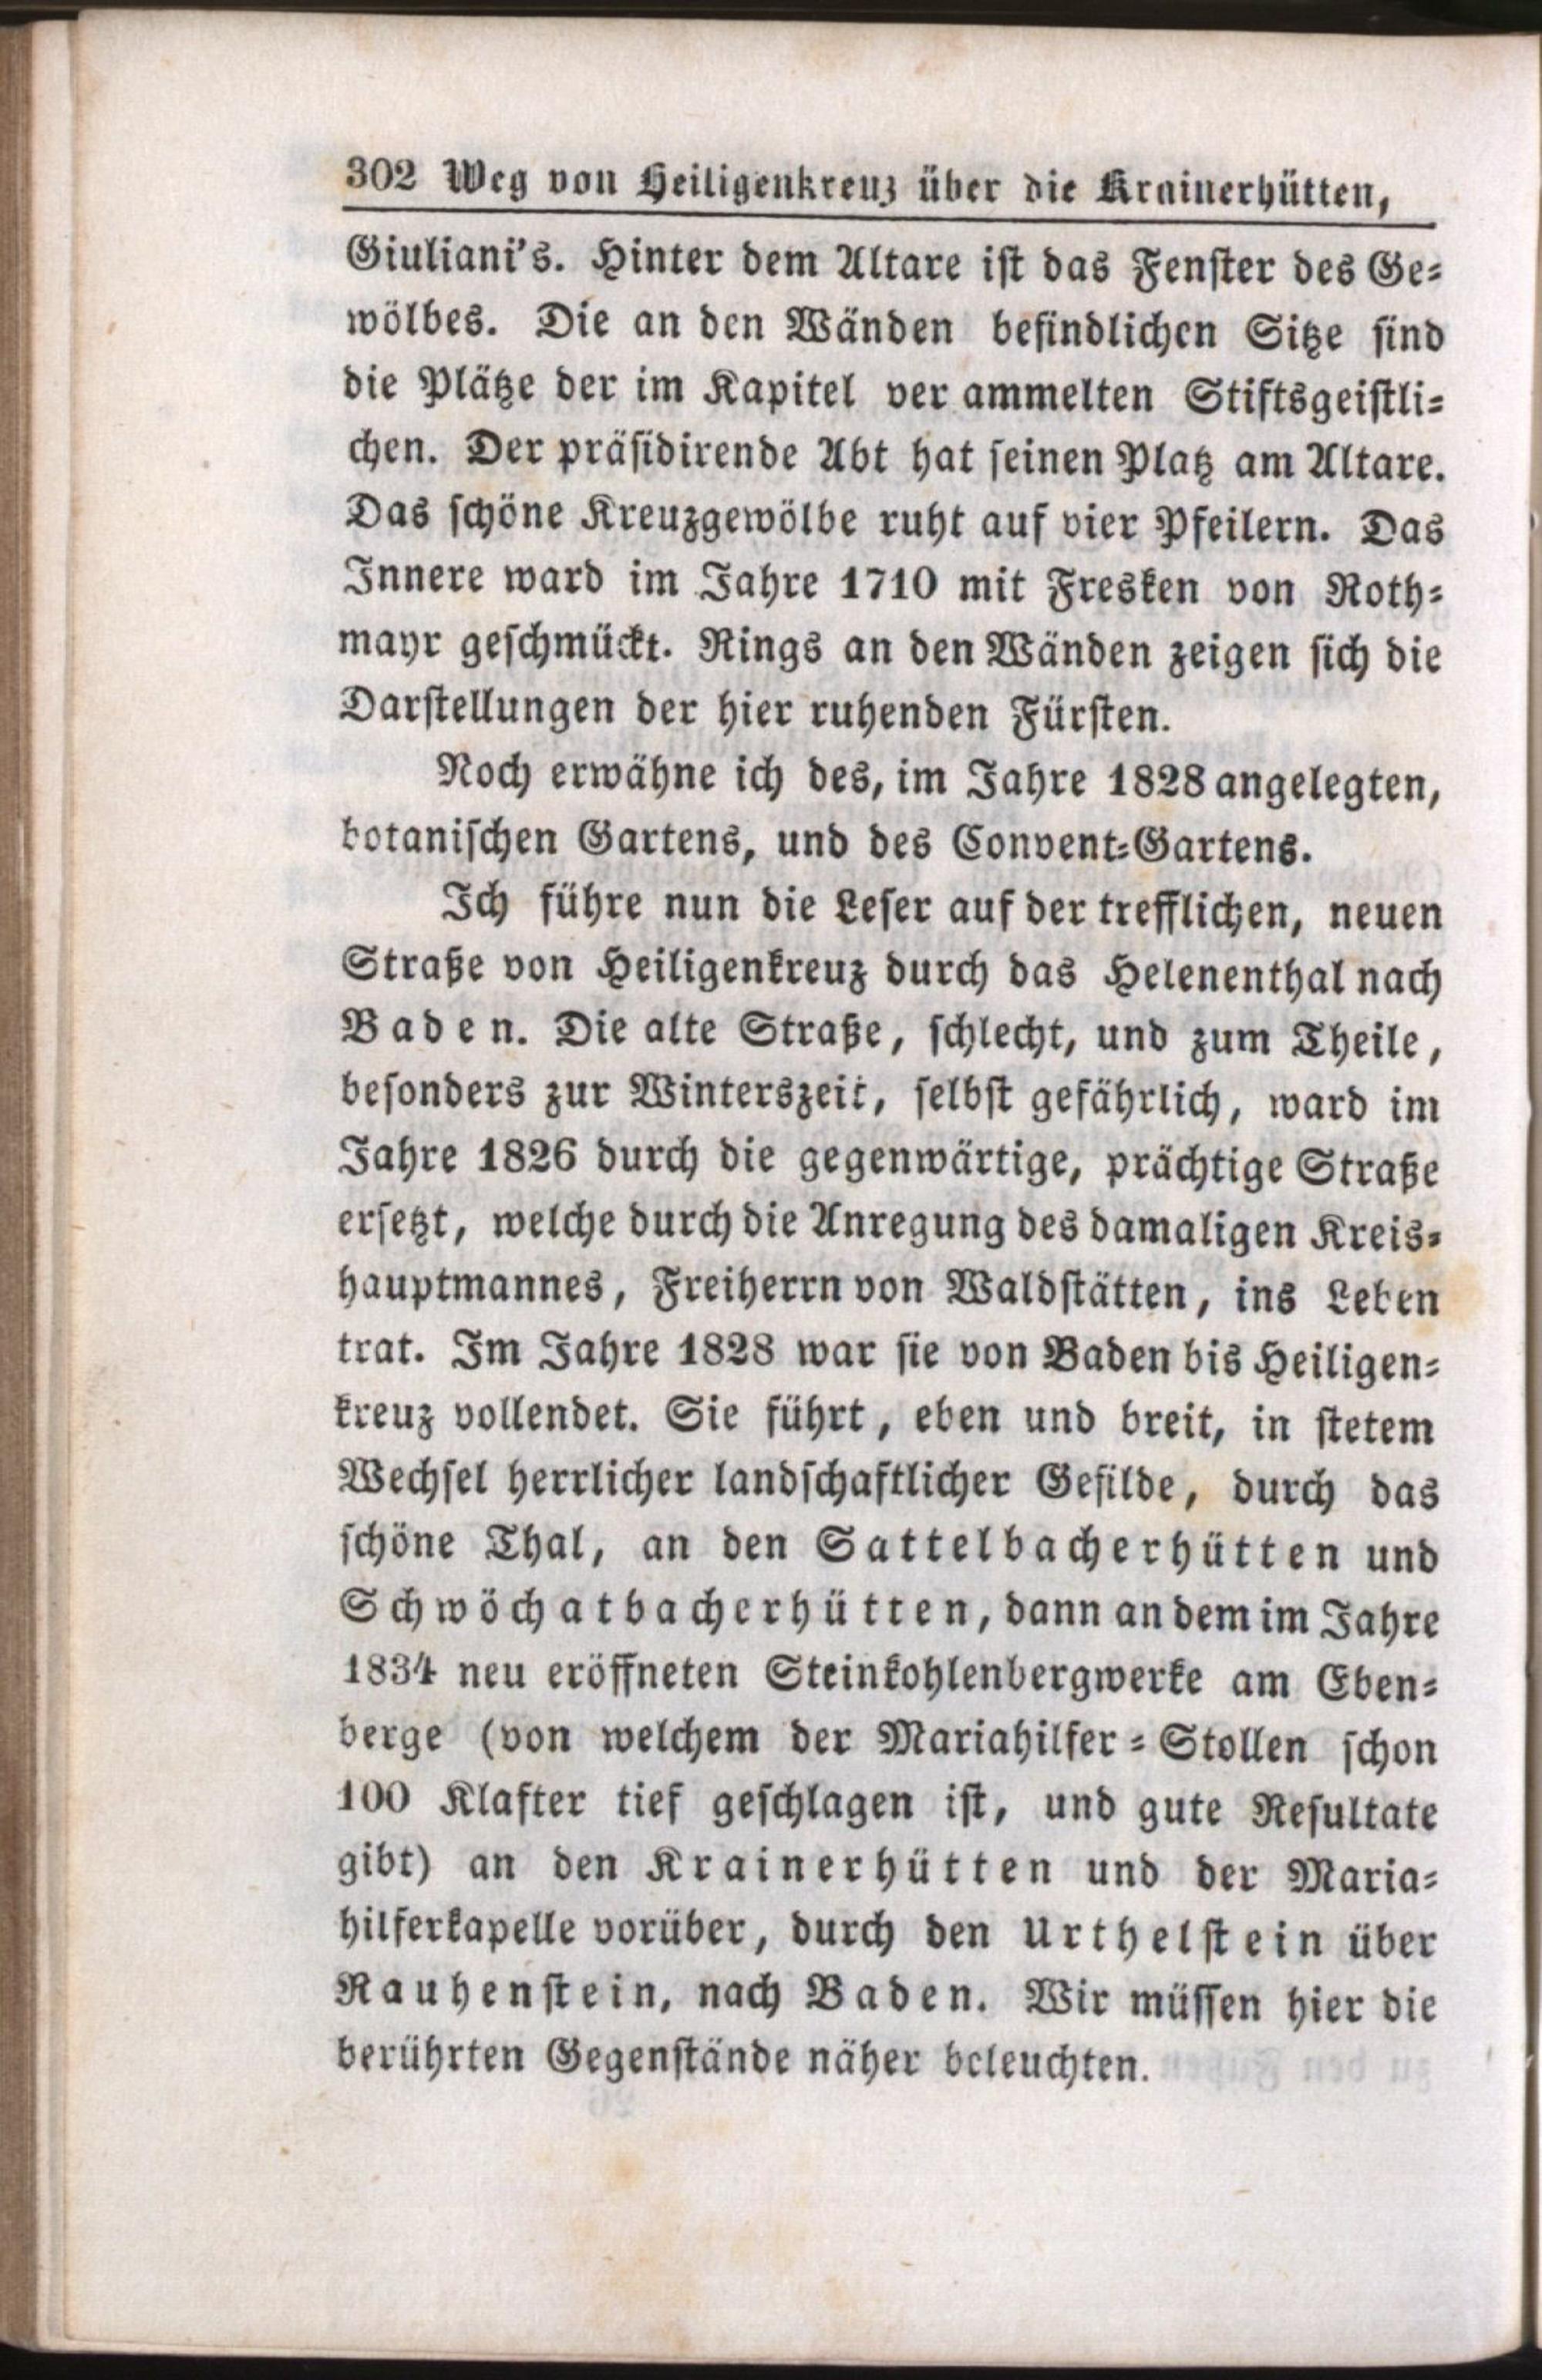 302 Weg von Heiligenkreuz über die Krainerhütten,
Giuliani's. Hinter dem Altare ist das Fenster des Ge-
wölbes. Die an den Wänden befindlichen Sitze sind
die Plätze der im Kapitel ver ammelten Stiftsgeistli-
chen. Der präsidirende Abt hat seinen Platz am Altare.
Das schöne Kreuzgewölbe ruht auf vier Pfeilern. Das
Innere ward im Jahre 1710 mit Fresken von Roth-
mayr geschmückt. Rings an den Wänden zeigen sich die
Darstellungen der hier ruhenden Fürsten.
Noch erwähne ich des, im Jahre 1828 angelegten,
botanischen Gartens, und des Convent-Gartens.
Ich führe nun die Leser auf der trefflichen, neuen
Straße von Heiligenkreuz durch das Helenenthal nach
Baden. Die alte Straße, schlecht, und zum Theile,
besonders zur Winterszeit, selbst gefährlich, ward im
Jahre 1826 durch die gegenwärtige, prächtige Straße
ersetzt, welche durch die Anregung des damaligen Kreis-
hauptmannes, Freiherrn von Waldstätten, ins Leben
trat. Im Jahre 1828 war sie von Baden bis Heiligen-
kreuz vollendet. Sie führt, eben und breit, in stetem
Wechsel herrlicher landschaftlicher Gefilde, durch das
schöne Thal, an den Sattelbacherhütten und
Schwöchatbacherhütten, dann an dem im Jahre
1834 neu eröffneten Steinkohlenbergwerke am Eben-
berge (von welchem der Mariahilfer-Stollen schon
100 Klafter tief geschlagen ist, und gute Resultate
gibt) an den Krainerhütten und der Maria-
hilferkapelle vorüber, durch den Urthelstein über
Rauhenstein, nach Baden. Wir müssen hier die
berührten Gegenstände näher beleuchten.